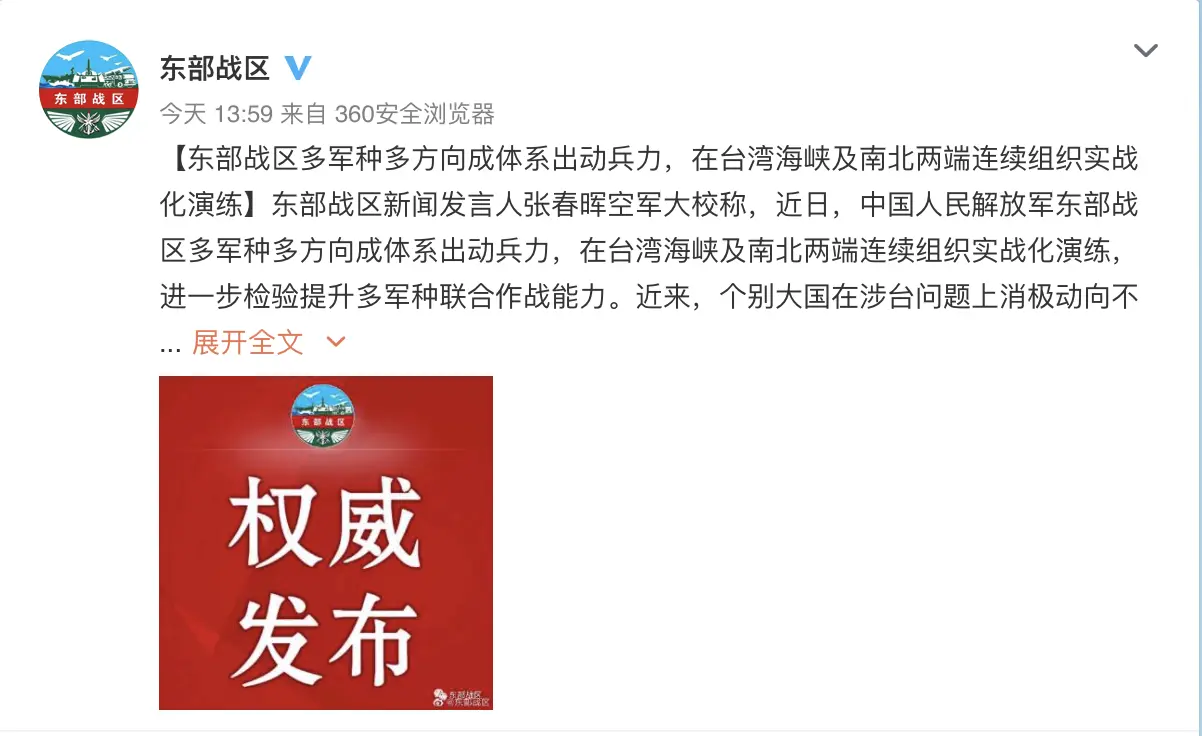 东部战区
东部战区
今天 13:59 来自 360安全浏览器
【东部战区多军种多方向成体系出动兵力，在台湾海峡及南北两端连续组织实战
化演练】东部战区新闻发言人张春晖空军大校称，近日，中国人民解放军东部战
区多军种多方向成体系出动兵力，在台湾海峡及南北两端连续组织实战化演练，
进一步检验提升多军种联合作战能力。近来，个别大国在涉台问题上消极动向不
... 展开全文
东部战区
权威
发布
东部战区
@东部战区